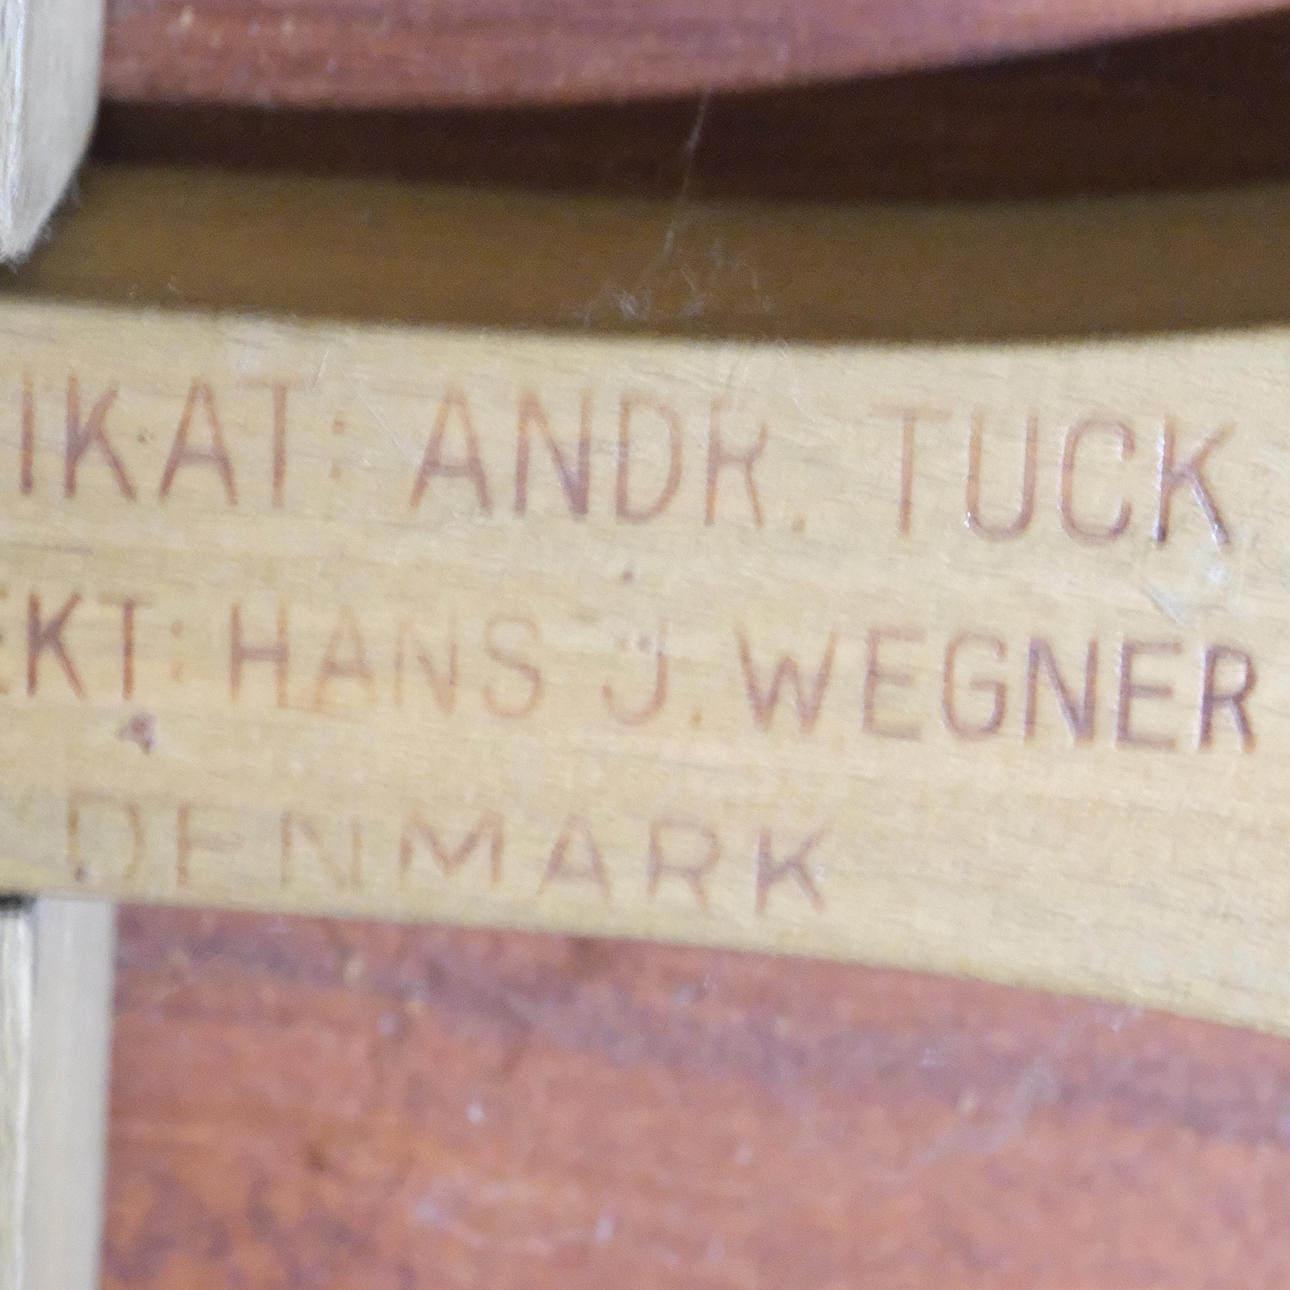 IKAT: ANDR. TUCK
EKT: HANS J. WEGNER
DENMARK